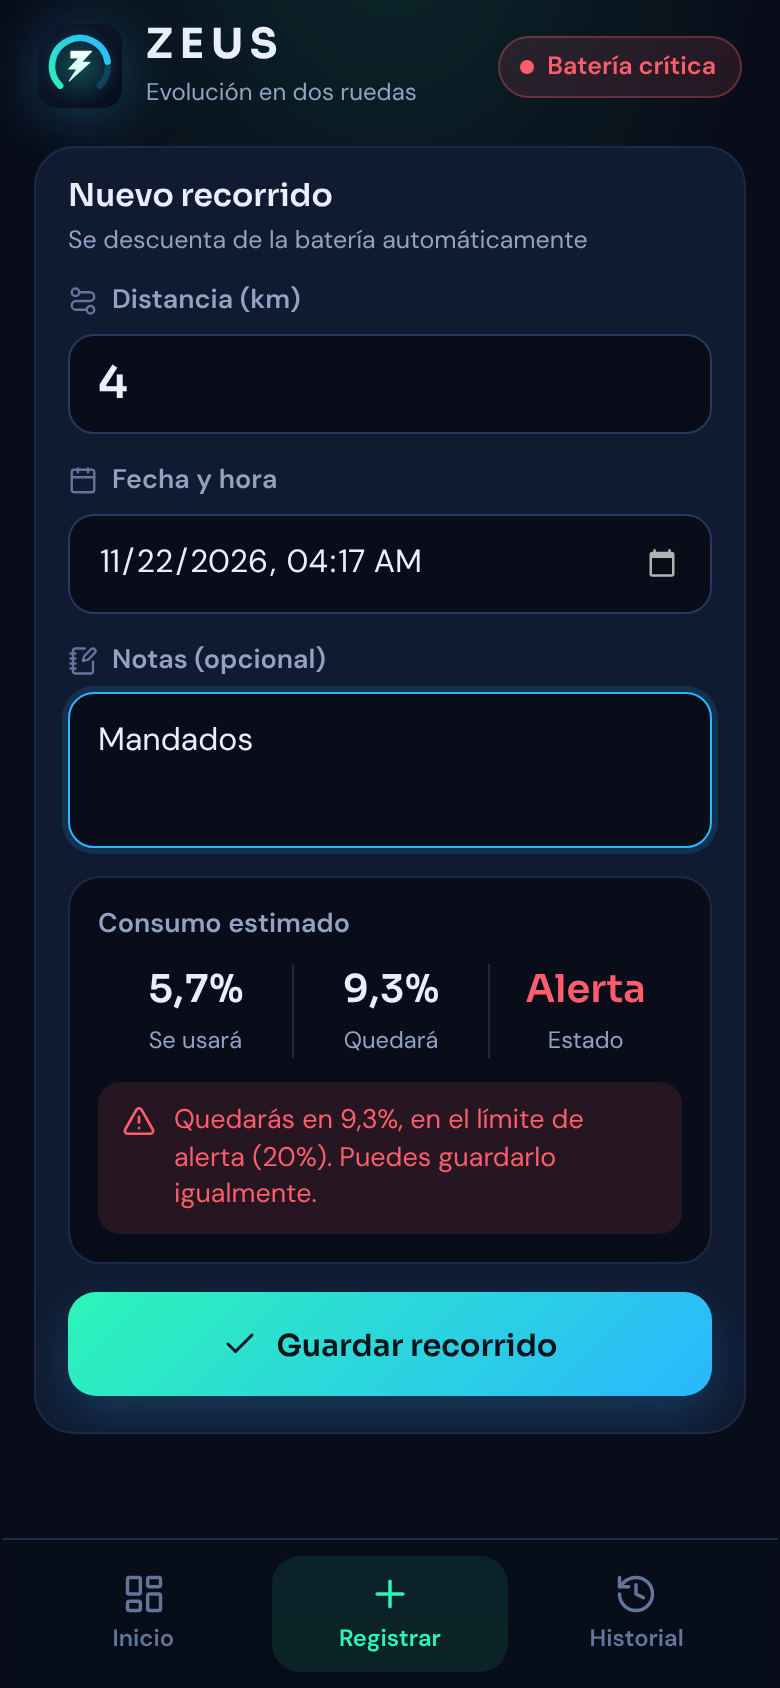 ZEUS
Evolución en dos ruedas
Batería crítica
Nuevo recorrido
Se descuenta de la batería automáticamente
Distancia (km)
4
Fecha y hora
11/22/2026, 04:17 AM
Notas (opcional)
Mandados
Consumo estimado
5,7% 9,3% Alerta
Se usará Quedará Estado
Quedarás en 9,3%, en el límite de
alerta (20%). Puedes guardarlo
igualmente.
Guardar recorrido
Inicio Registrar Historial